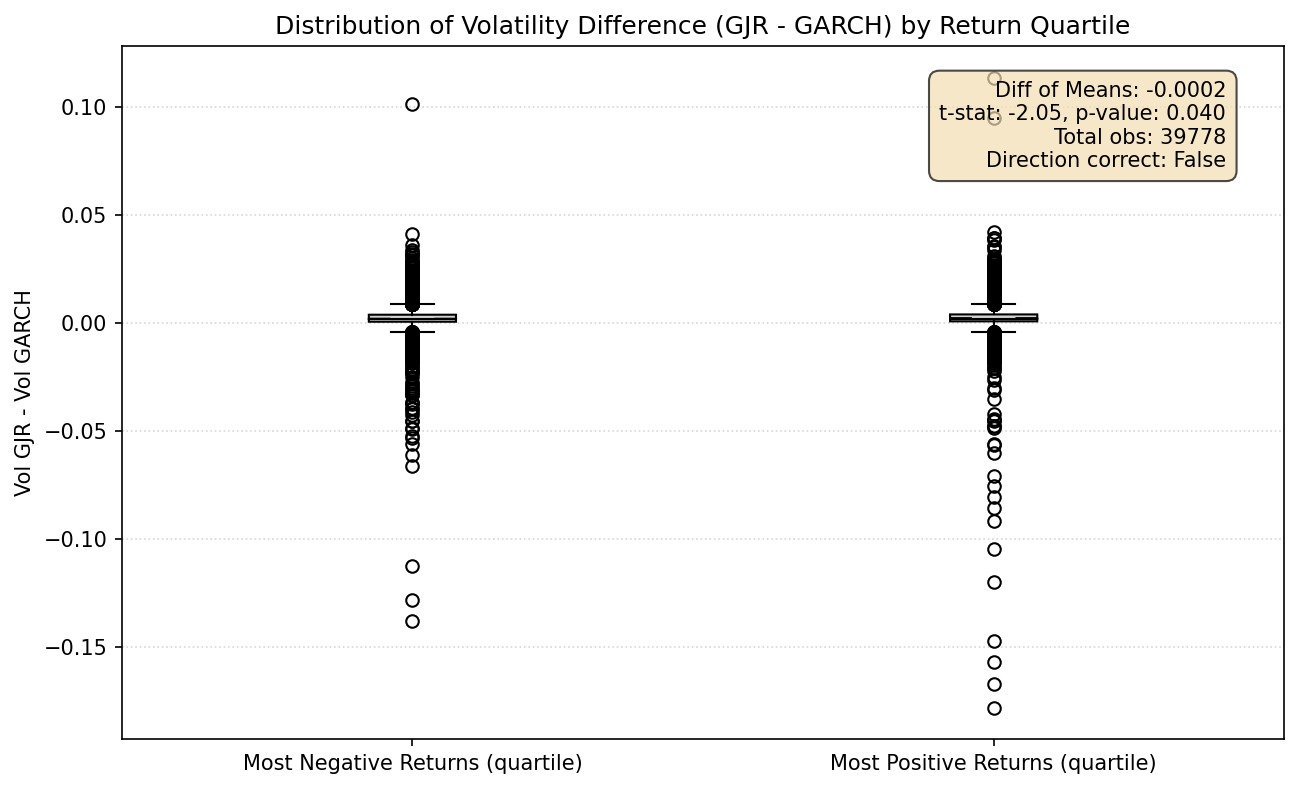 Distribution of Volatility Difference (GJR - GARCH) by Return Quartile
Diff of Means: -0.0002
t-stat: -2.05, p-value: 0.040
Total obs: 39778
Direction correct: False
Vol GJR - Vol GARCH
0.10
0.05
0.00
−0.05
−0.10
−0.15
Most Negative Returns (quartile)
Most Positive Returns (quartile)